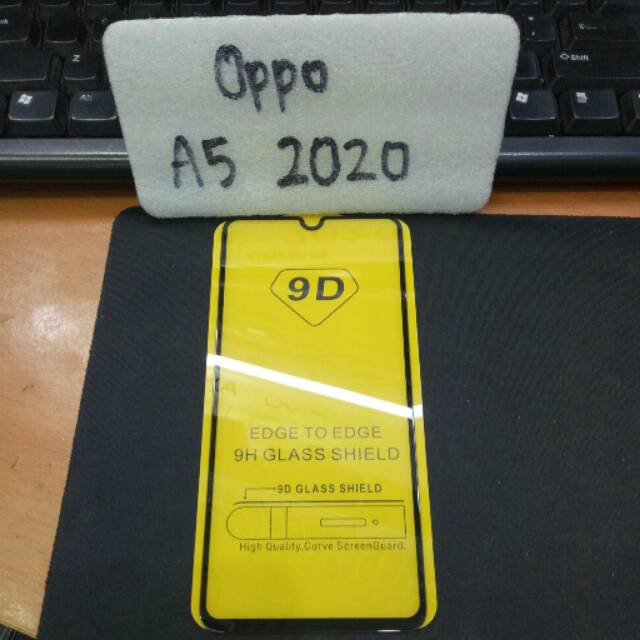 Oppo
A5 2020
9D
EDGE TO EDGE
9H GLASS SHIELD
9D GLASS SHIELD
High Quality.Curve ScreenGuard.